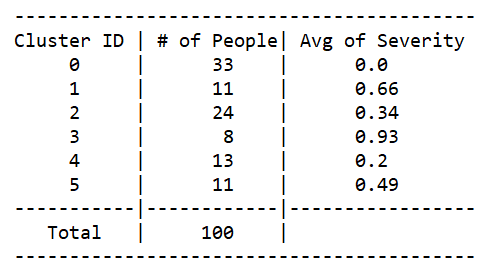 ----------------------------------------------
Cluster ID | # of People| Avg of Severity
0 | 33 | 0.0
1 | 11 | 0.66
2 | 24 | 0.34
3 | 8 | 0.93
4 | 13 | 0.2
5 | 11 | 0.49
-----------|------------|------------------
Total | 100 |
----------------------------------------------